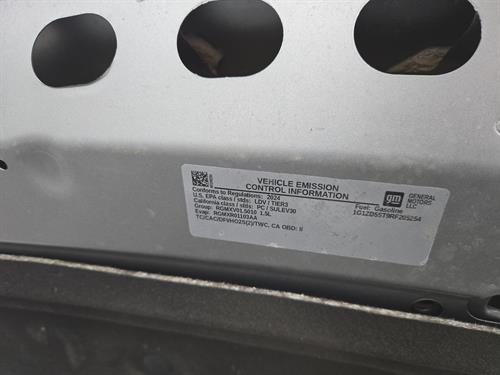 VEHICLE EMISSION
CONTROL INFORMATION
Conforms to Regulations: 2024
U.S. EPA class / stds: LDV / TIER3
California class / stds: PC / SULEV30
Group: RGMXV01.5010 1.5L
Evap: RGMXR01103AA
TC/CAC/DFI/HO2S(2)/TWC, CA OBD: II
Fuel: Gasoline
1G1ZD5ST9RF205254
gm
GENERAL
MOTORS
LLC